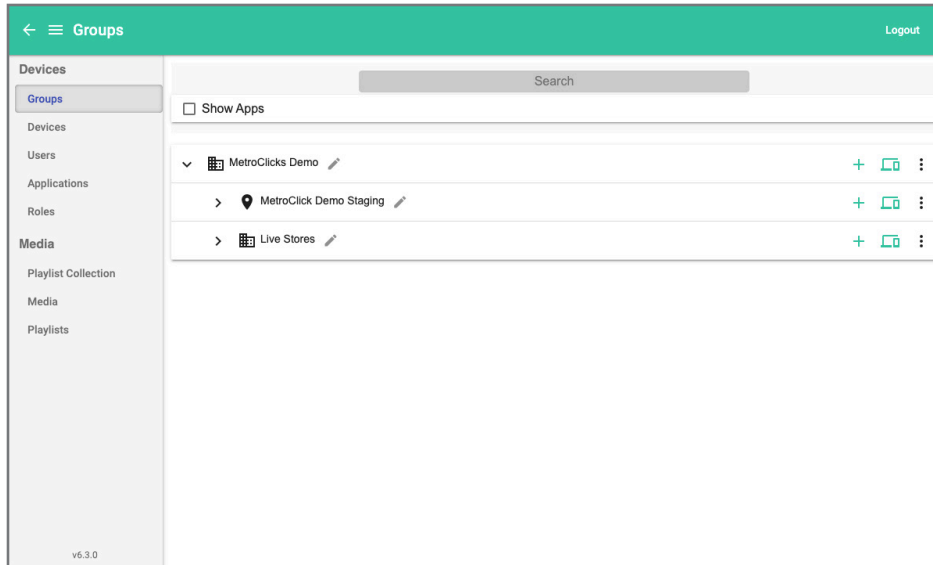 Groups
Logout
Devices
Groups
Devices
Users
Applications
Roles
Media
Playlist Collection
Media
Playlists
v6.3.0
Search
Show Apps
MetroClicks Demo
MetroClick Demo Staging
Live Stores